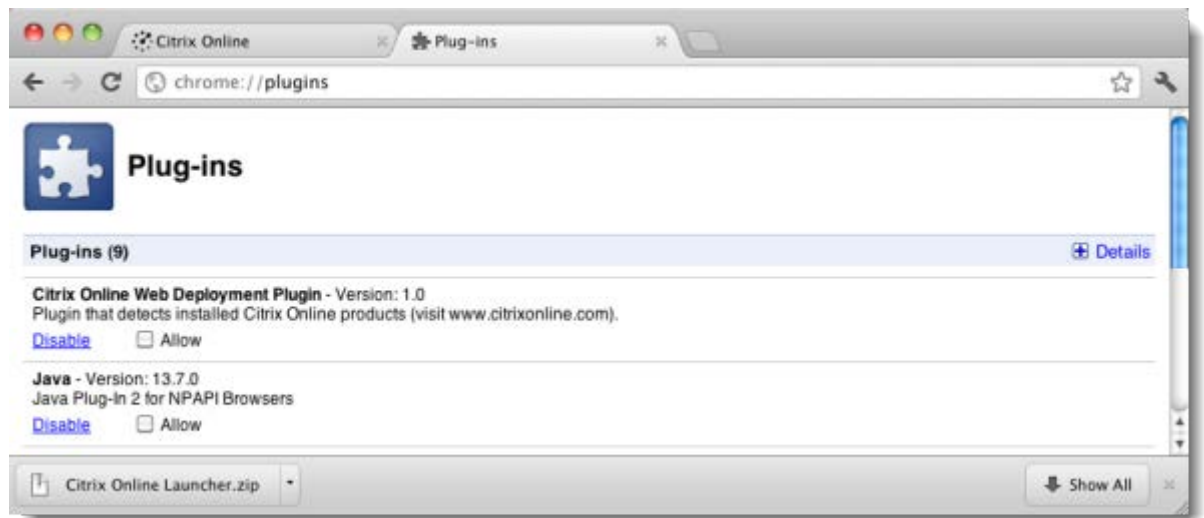 Citrix Online
Plug-ins
chrome://plugins
Plug-ins
Plug-ins (9)
Details
Citrix Online Web Deployment Plugin - Version: 1.0
Plugin that detects installed Citrix Online products (visit www.citrixonline.com).
Disable Allow
Java - Version: 13.7.0
Java Plug-In 2 for NPAPI Browsers
Disable Allow
Citrix Online Launcher.zip
Show All